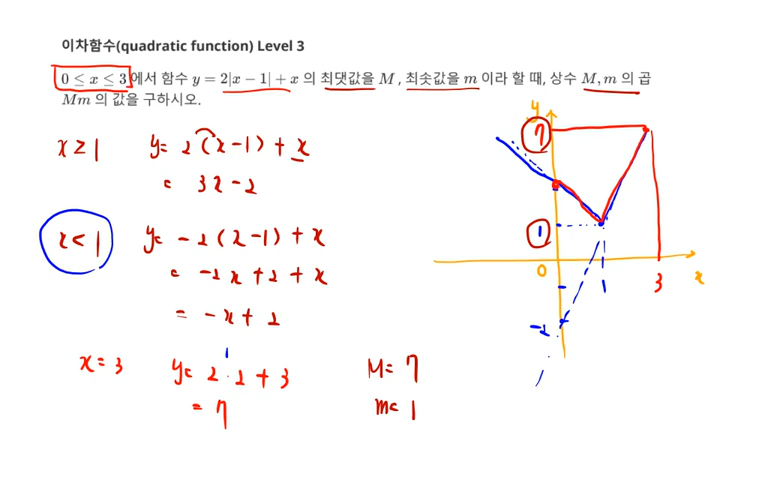 이차함수(quadratic function) Level 3
0 ≤ x ≤ 3에서 함수 y = 2|x − 1| + x 의 최댓값을 M , 최솟값을 m 이라 할 때, 상수 M, m 의 곱
Mm 의 값을 구하시오.
x ≥ 1 y = 2(x-1) + x
= 3x - 2
x < 1 y = -2(x-1) + x
= -2x + 2 + x
= -x + 2
x = 3 y = 2 · 2 + 3
= 7
M = 7
m = 1
y
7
1
0
1
3
x
-2